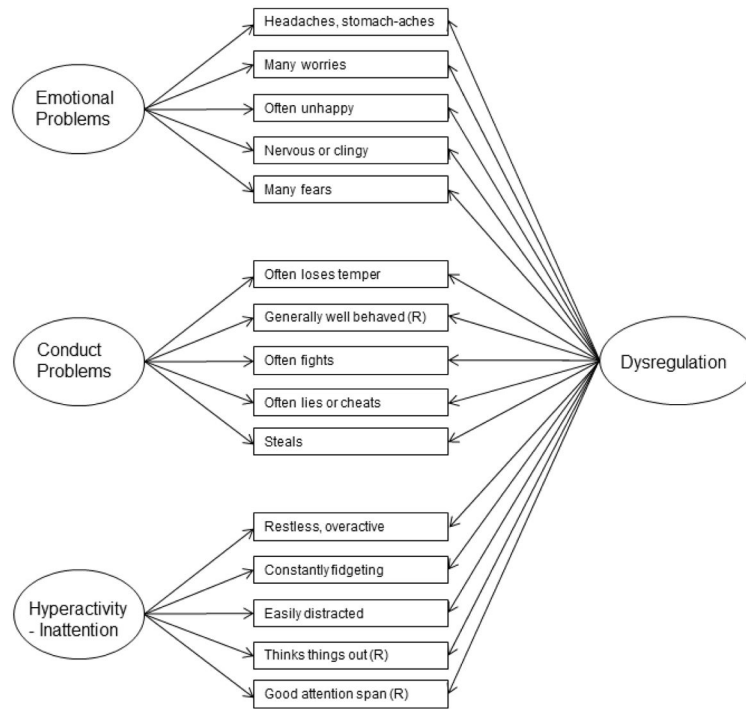 Headaches, stomach-aches
Many worries
Emotional
Problems
Often unhappy
Nervous or clingy
Many fears
Often loses temper
Generally well behaved (R)
Conduct
Problems
Often fights
Dysregulation
Often lies or cheats
Steals
Restless, overactive
Constantly fidgeting
Hyperactivity
- Inattention
Easily distracted
Thinks things out (R)
Good attention span (R)